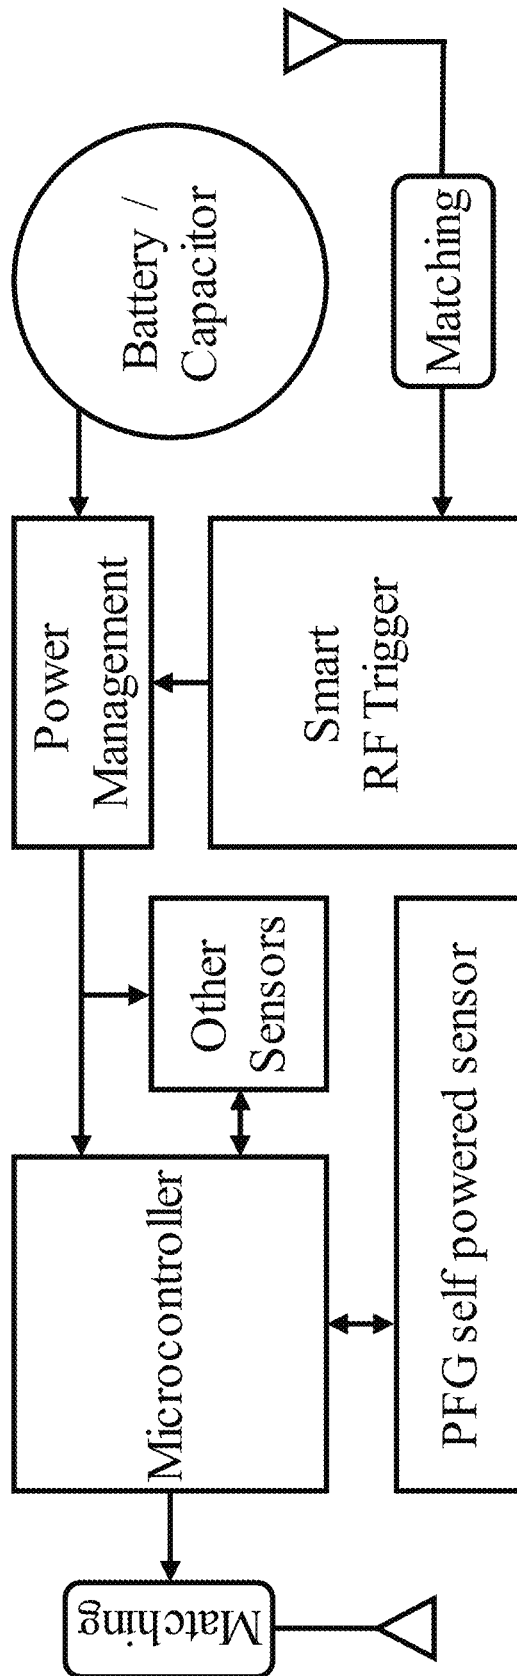 Battery /
Capacitor
Matching
Power
Management
Smart
RF Trigger
Other
Sensors
Microcontroller
PFG self powered sensor
Matching